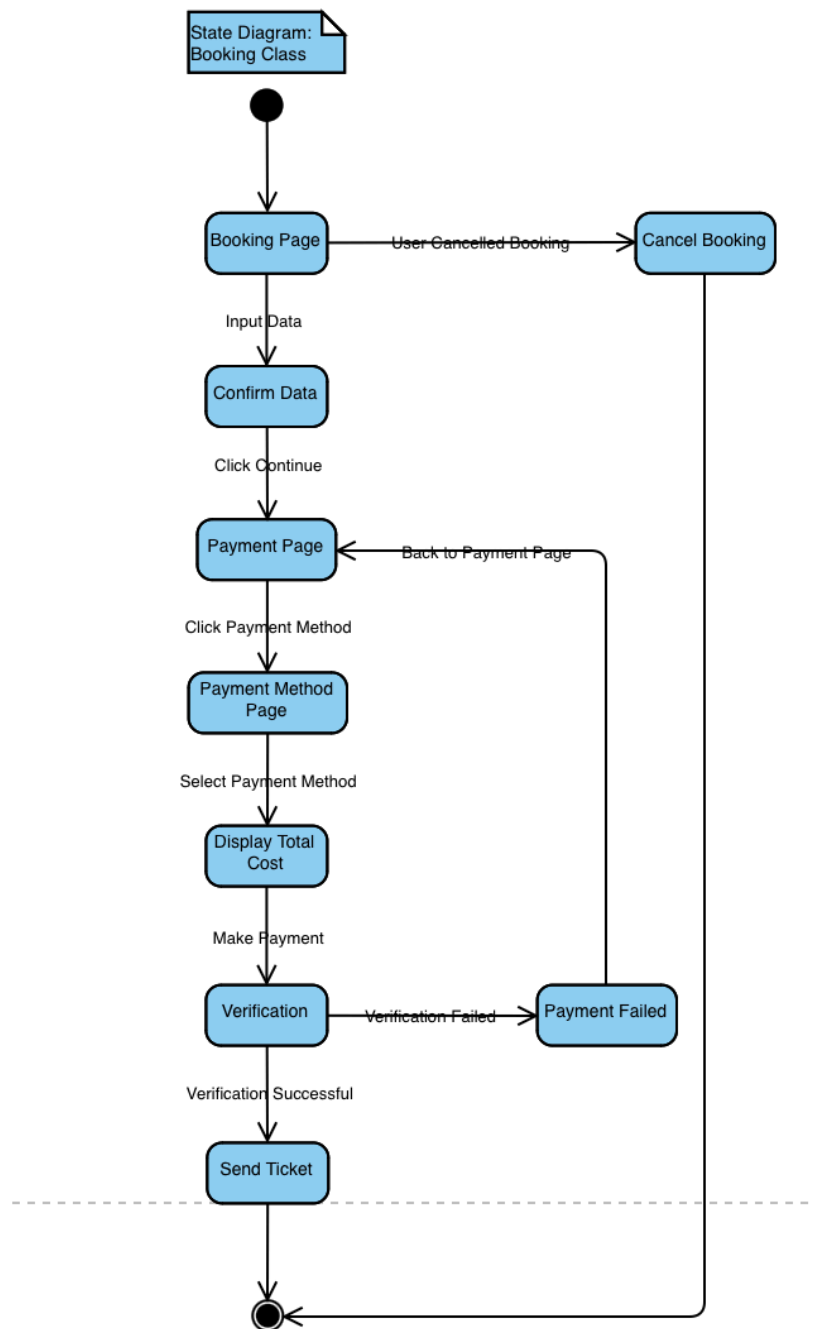 State Diagram:
Booking Class
Booking Page
User Cancelled Booking
Cancel Booking
Input Data
Confirm Data
Click Continue
Payment Page
Back to Payment Page
Click Payment Method
Payment Method
Page
Select Payment Method
Display Total
Cost
Make Payment
Verification
Verification Failed
Payment Failed
Verification Successful
Send Ticket